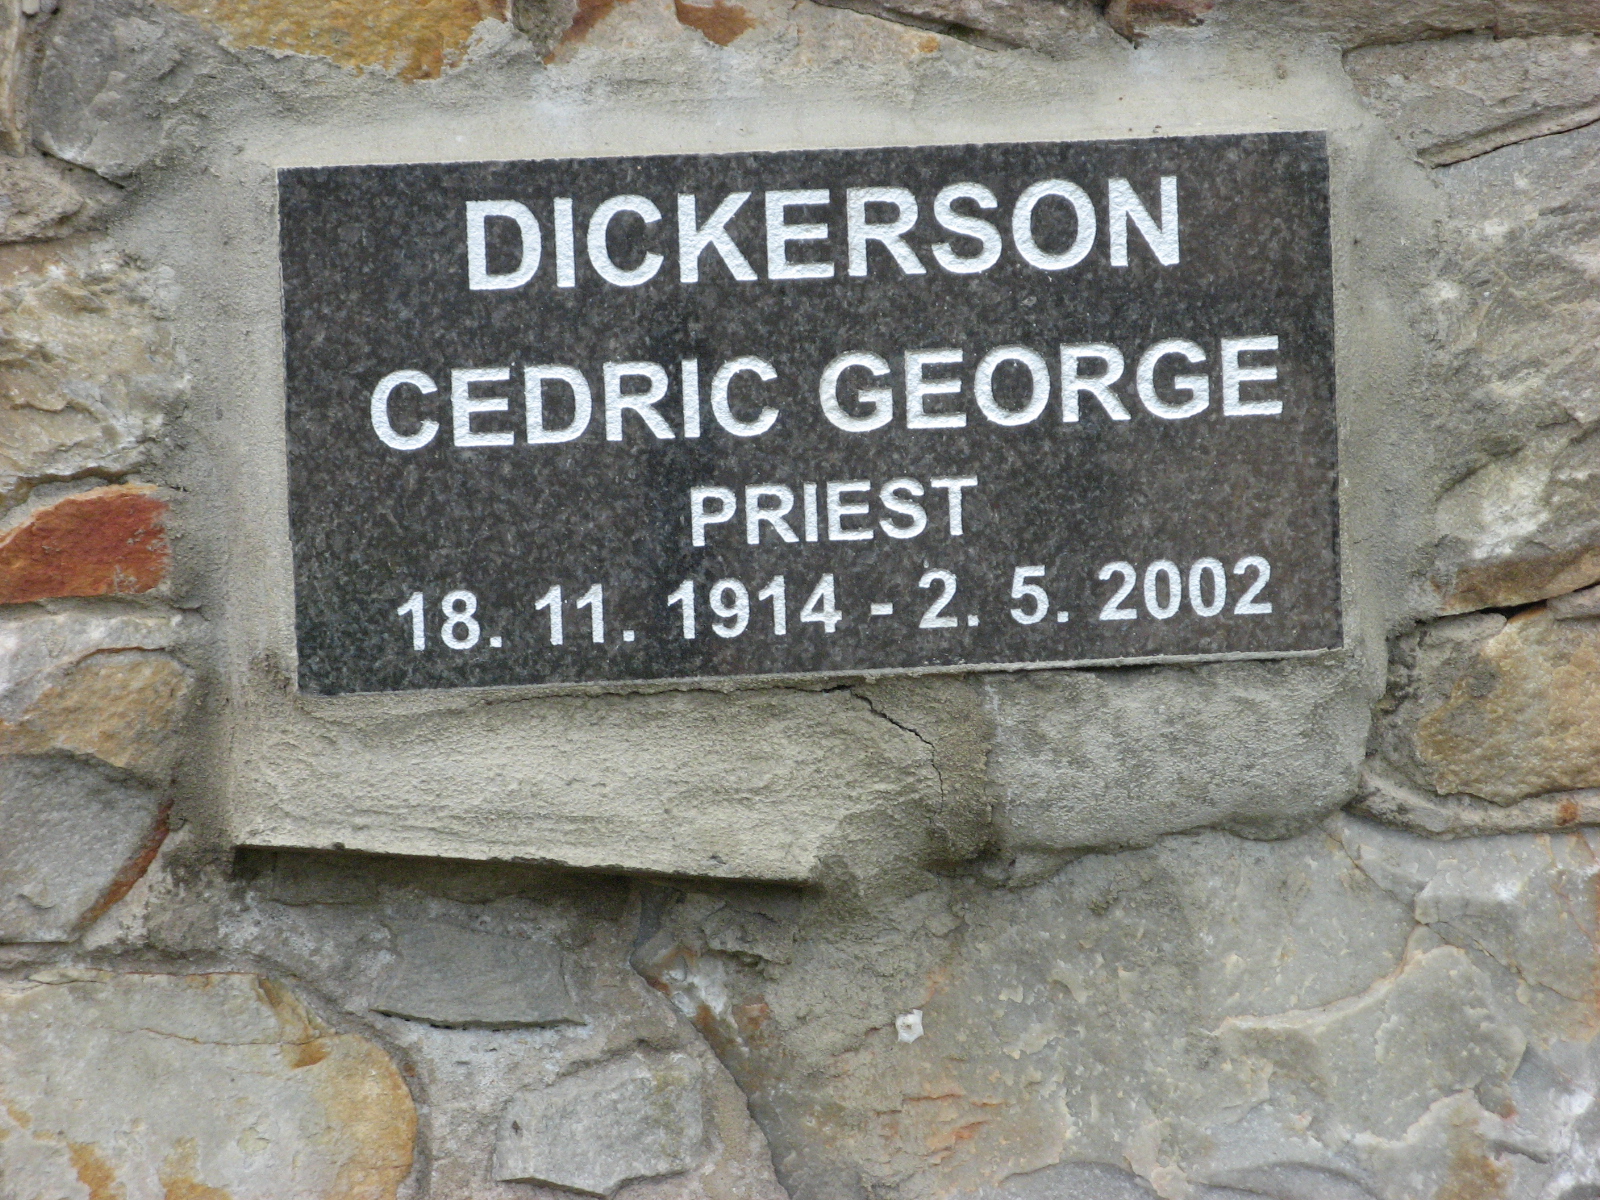 DICKERSON
CEDRIC GEORGE
PRIEST
18. 11. 1914 - 2. 5. 2002